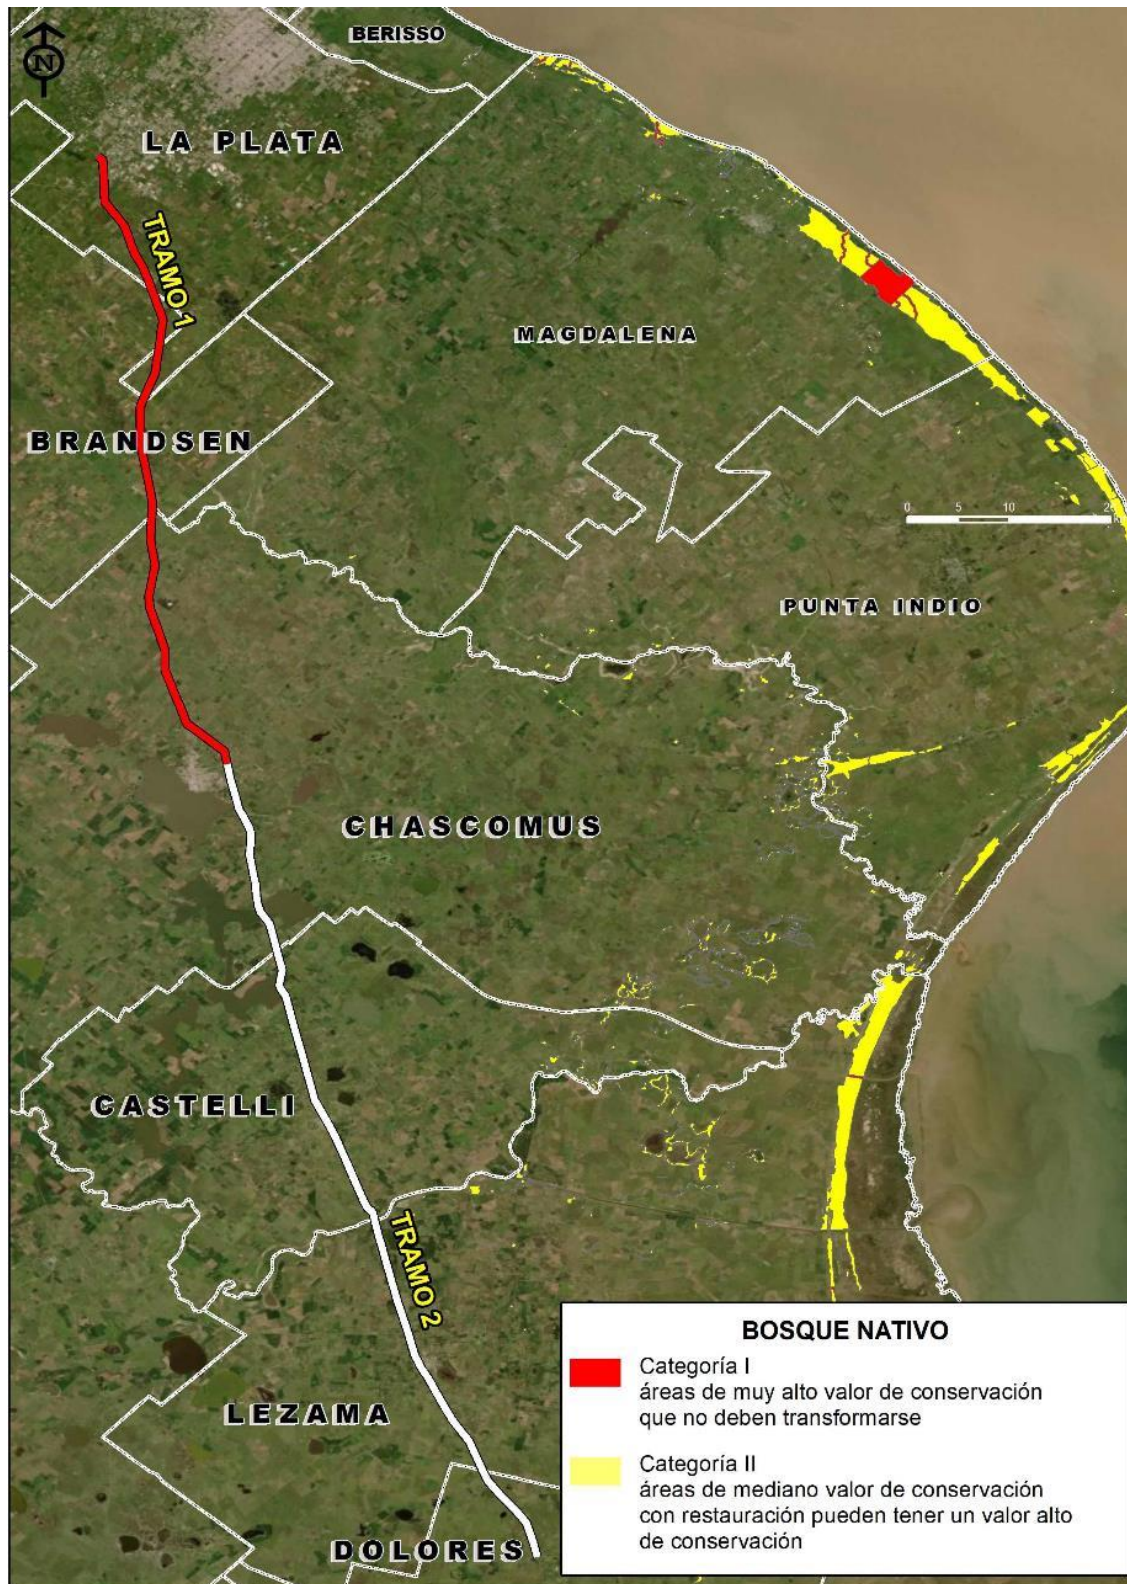 N
BERISSO
LA PLATA
TRAMO 1
MAGDALENA
BRANDSEN
0 5 10
PUNTA INDIO
CHASCOMUS
CASTELLI
TRAMO 2
LEZAMA
DOLORES
BOSQUE NATIVO
Categoría I
áreas de muy alto valor de conservación
que no deben transformarse
Categoría II
áreas de mediano valor de conservación
con restauración pueden tener un valor alto
de conservación